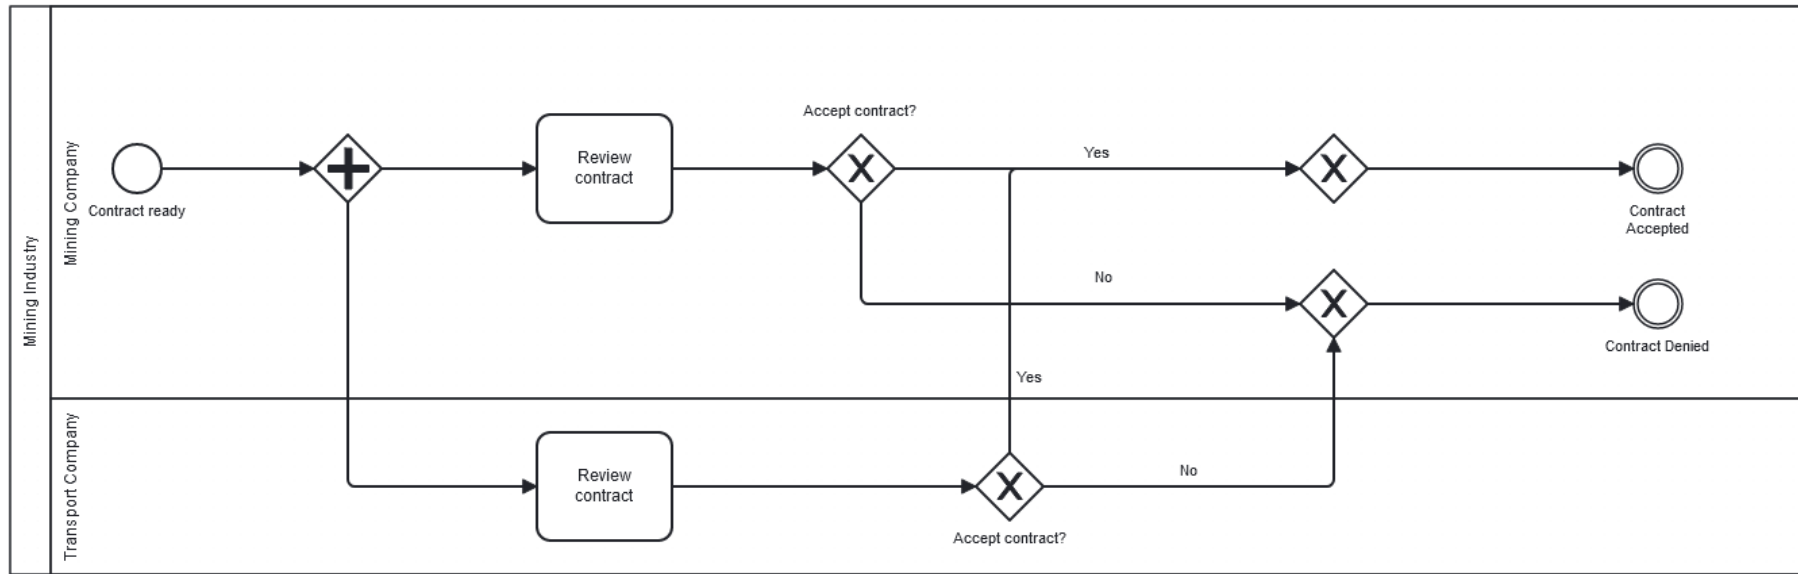 Mining Industry
Mining Company
Contract ready
Review
contract
Accept contract?
Yes
No
Contract
Accepted
Contract Denied
Yes
Transport Company
Review
contract
Accept contract?
No